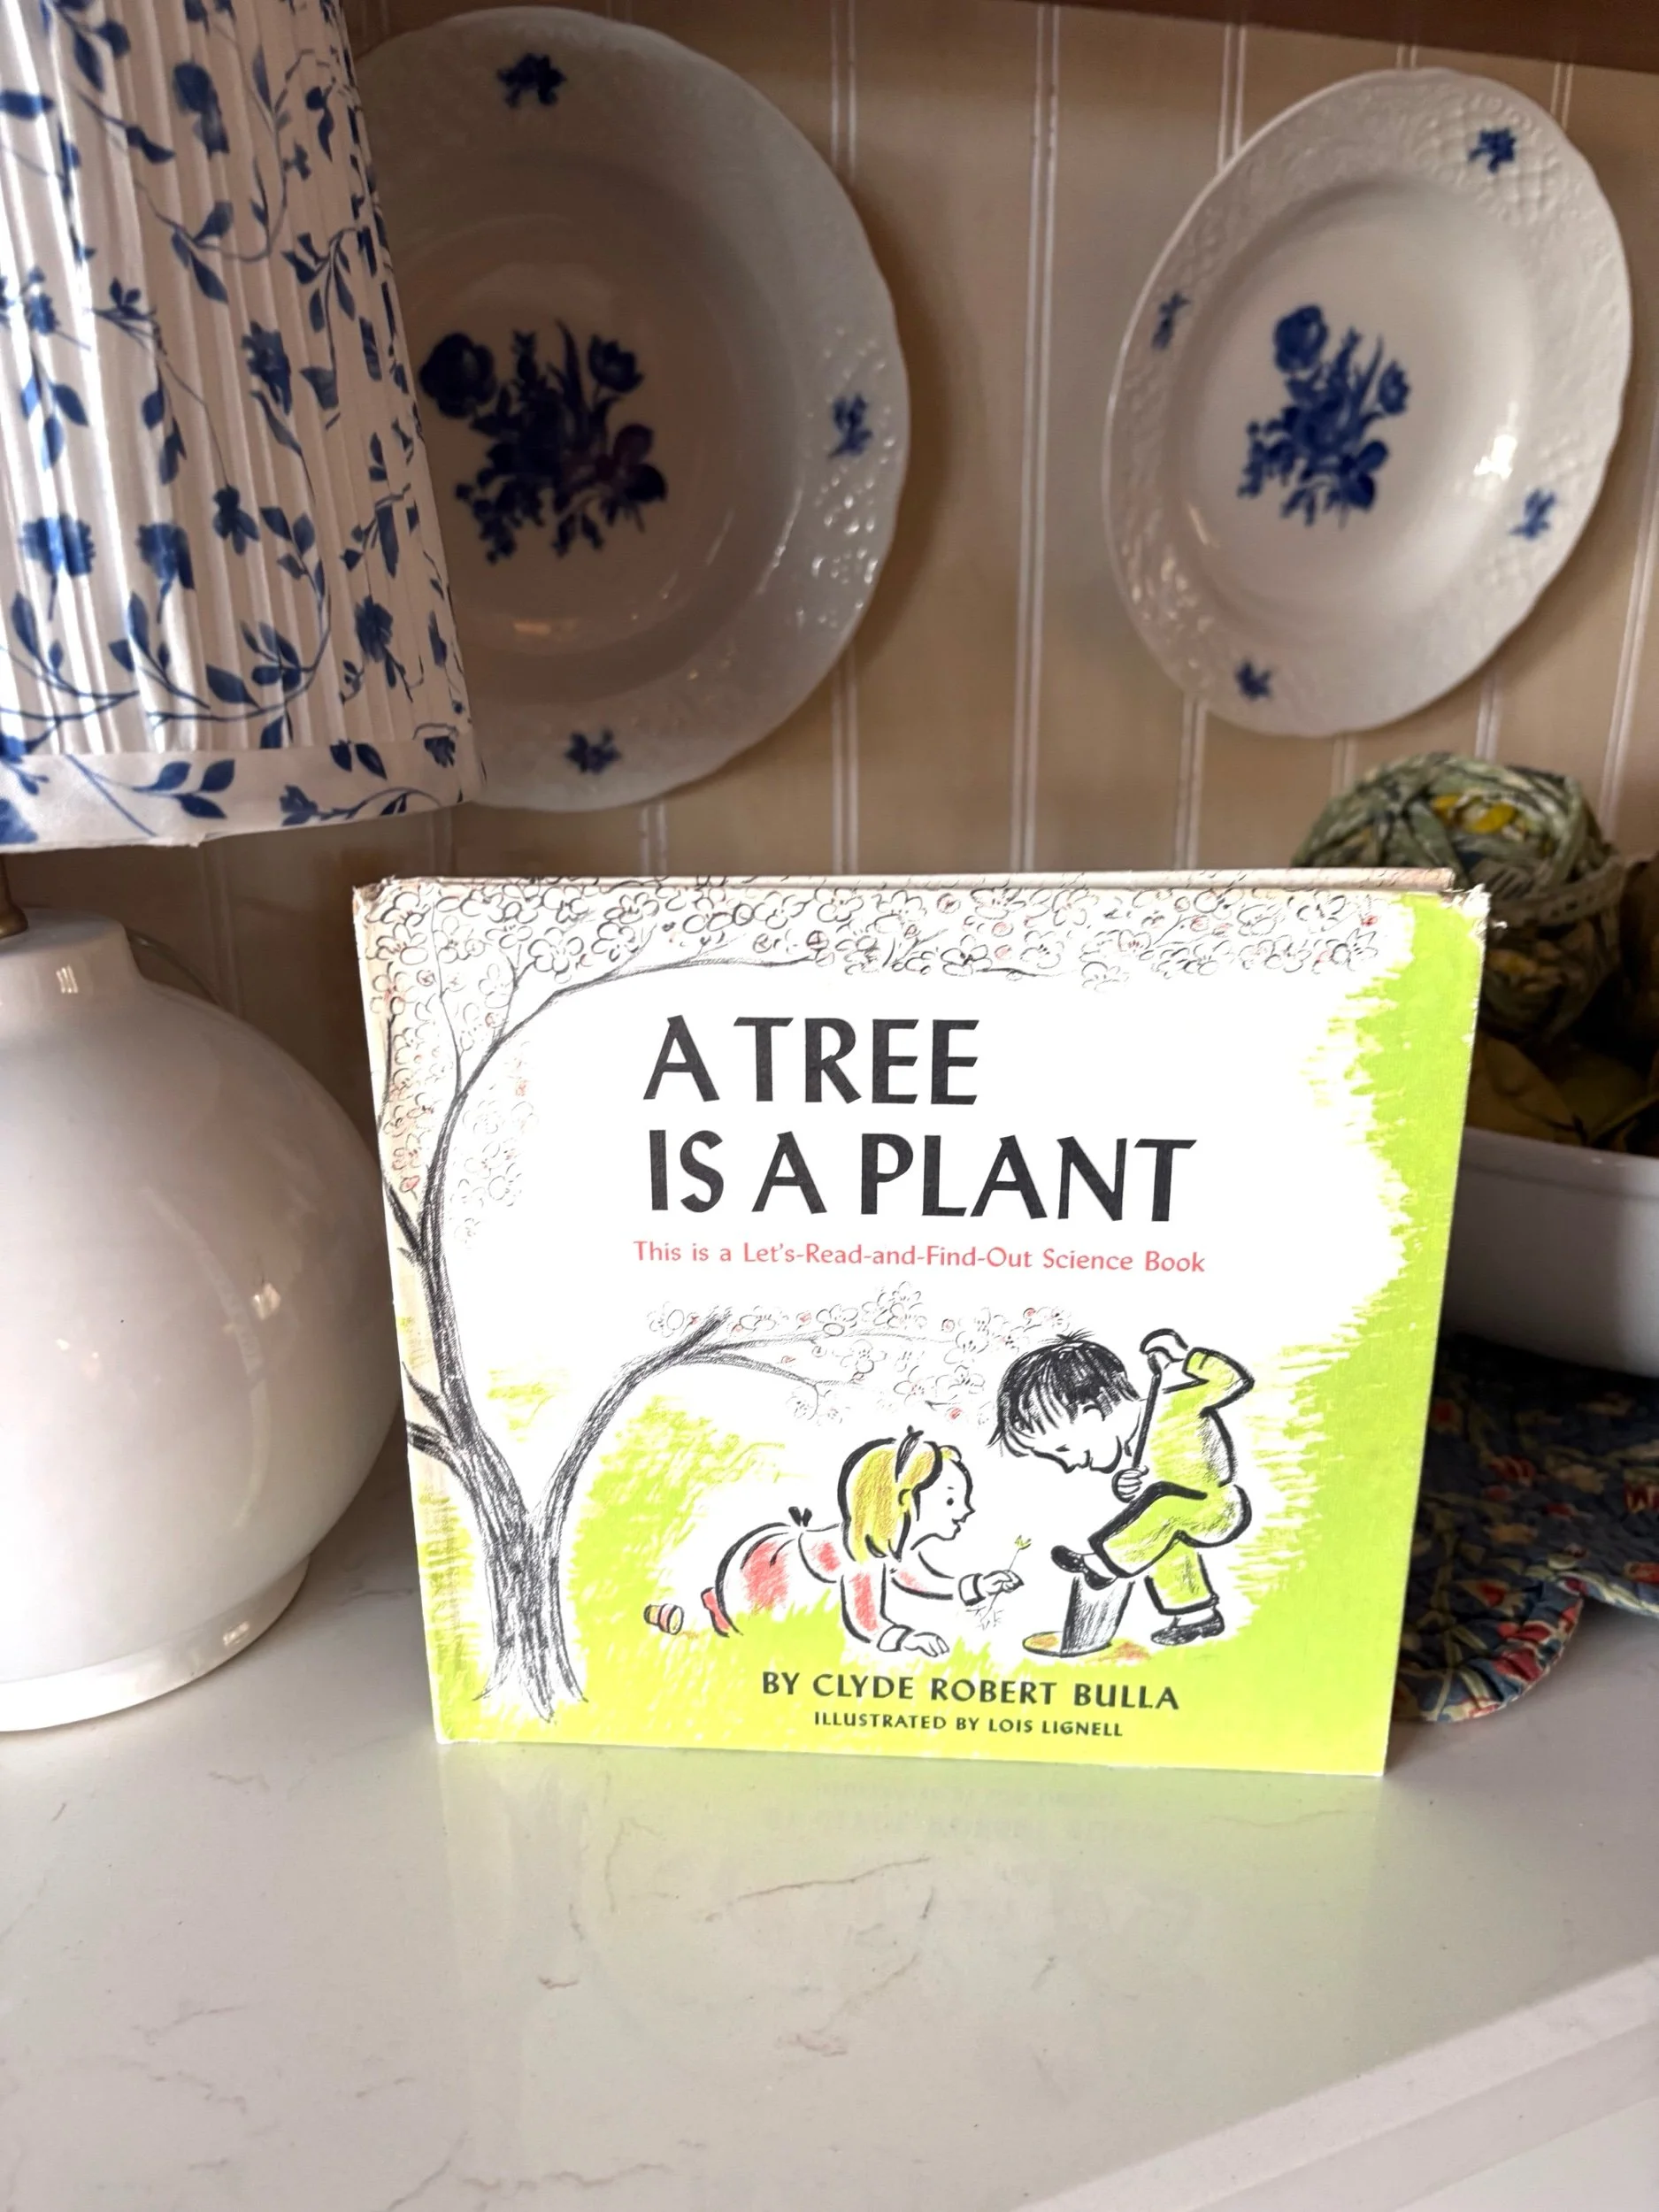 A TREE
IS A PLANT
This is a Let's-Read-and-Find-Out Science Book
BY CLYDE ROBERT BULLA
ILLUSTRATED BY LOIS LIGNELL